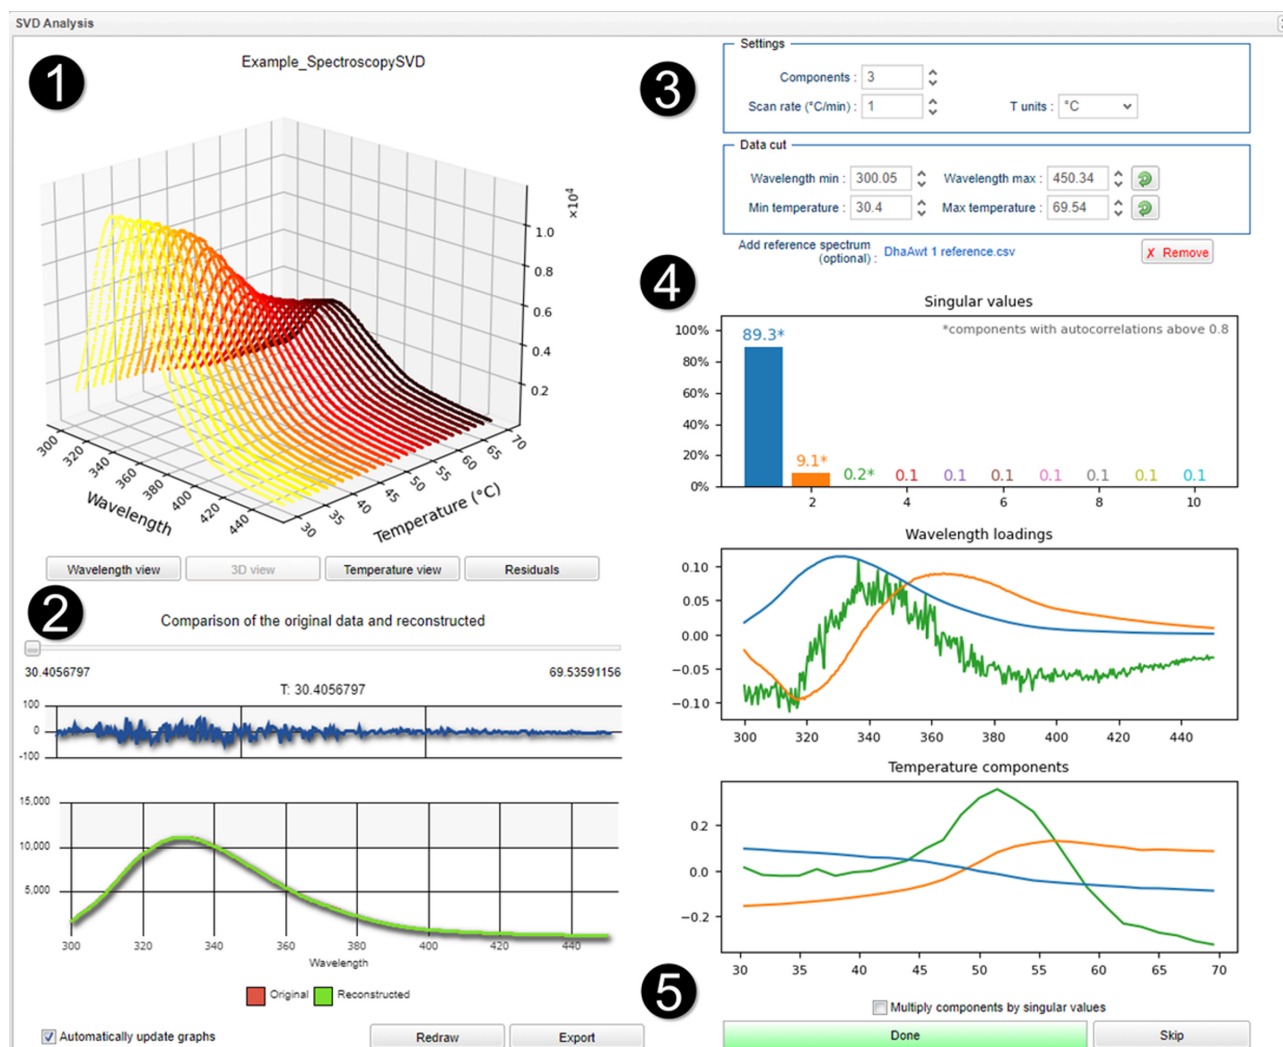 SVD Analysis
1
Example_SpectroscopySVD
×10⁴
1.0
0.8
0.6
0.4
0.2
300
320
340
360
380
400
420
440
Wavelength
30
35
40
45
50
55
60
65
70
Temperature (°C)
Wavelength view
3D view
Temperature view
Residuals
2
Comparison of the original data and reconstructed
30.4056797 69.53591156
T: 30.4056797
100
0
-100
15,000
10,000
5,000
300 320 340 360 380 400 420 440
Wavelength
Original Reconstructed
Automatically update graphs
Redraw
Export
3
Settings
Components : 3
Scan rate (°C/min) : 1 T units : °C
Data cut
Wavelength min : 300.05 Wavelength max : 450.34
Min temperature : 30.4 Max temperature : 69.54
Add reference spectrum
(optional) : DhaAwt 1 reference.csv
✗ Remove
4
Singular values
*components with autocorrelations above 0.8
100%
80%
60%
40%
20%
0%
89.3* 9.1* 0.2* 0.1 0.1 0.1 0.1 0.1 0.1 0.1
2 4 6 8 10
Wavelength loadings
0.10
0.05
0.00
−0.05
−0.10
300 320 340 360 380 400 420 440
Temperature components
0.2
0.0
−0.2
30 35 40 45 50 55 60 65 70
5
Multiply components by singular values
Done
Skip